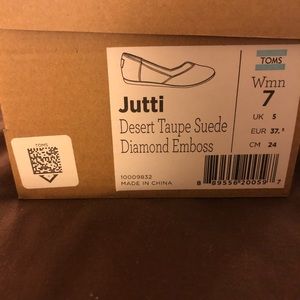 TOMS
TOMS
Wmn
7
Jutti
Desert Taupe Suede
Diamond Emboss
UK 5
EUR 37.5
CM 24
10009832
MADE IN CHINA
8 89556 20059 7